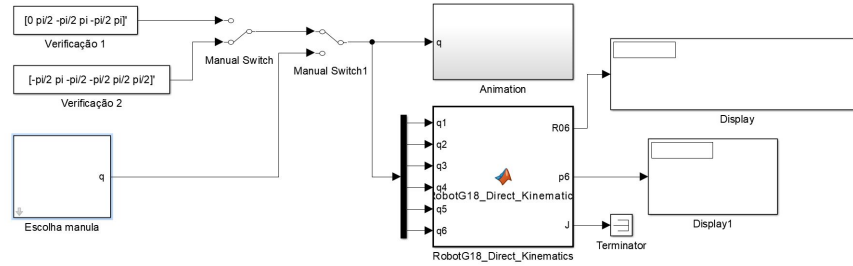 [0 pi/2 -pi/2 pi -pi/2 pi]'
Verificação 1
[-pi/2 pi -pi/2 -pi/2 pi/2 pi/2]'
Verificação 2
Manual Switch
Manual Switch1
q
Escolha manula
q
Animation
q1
q2
q3
q4
q5
q6
R06
p6
J
RobotG18_Direct_Kinematic
RobotG18_Direct_Kinematics
Display
Display1
Terminator